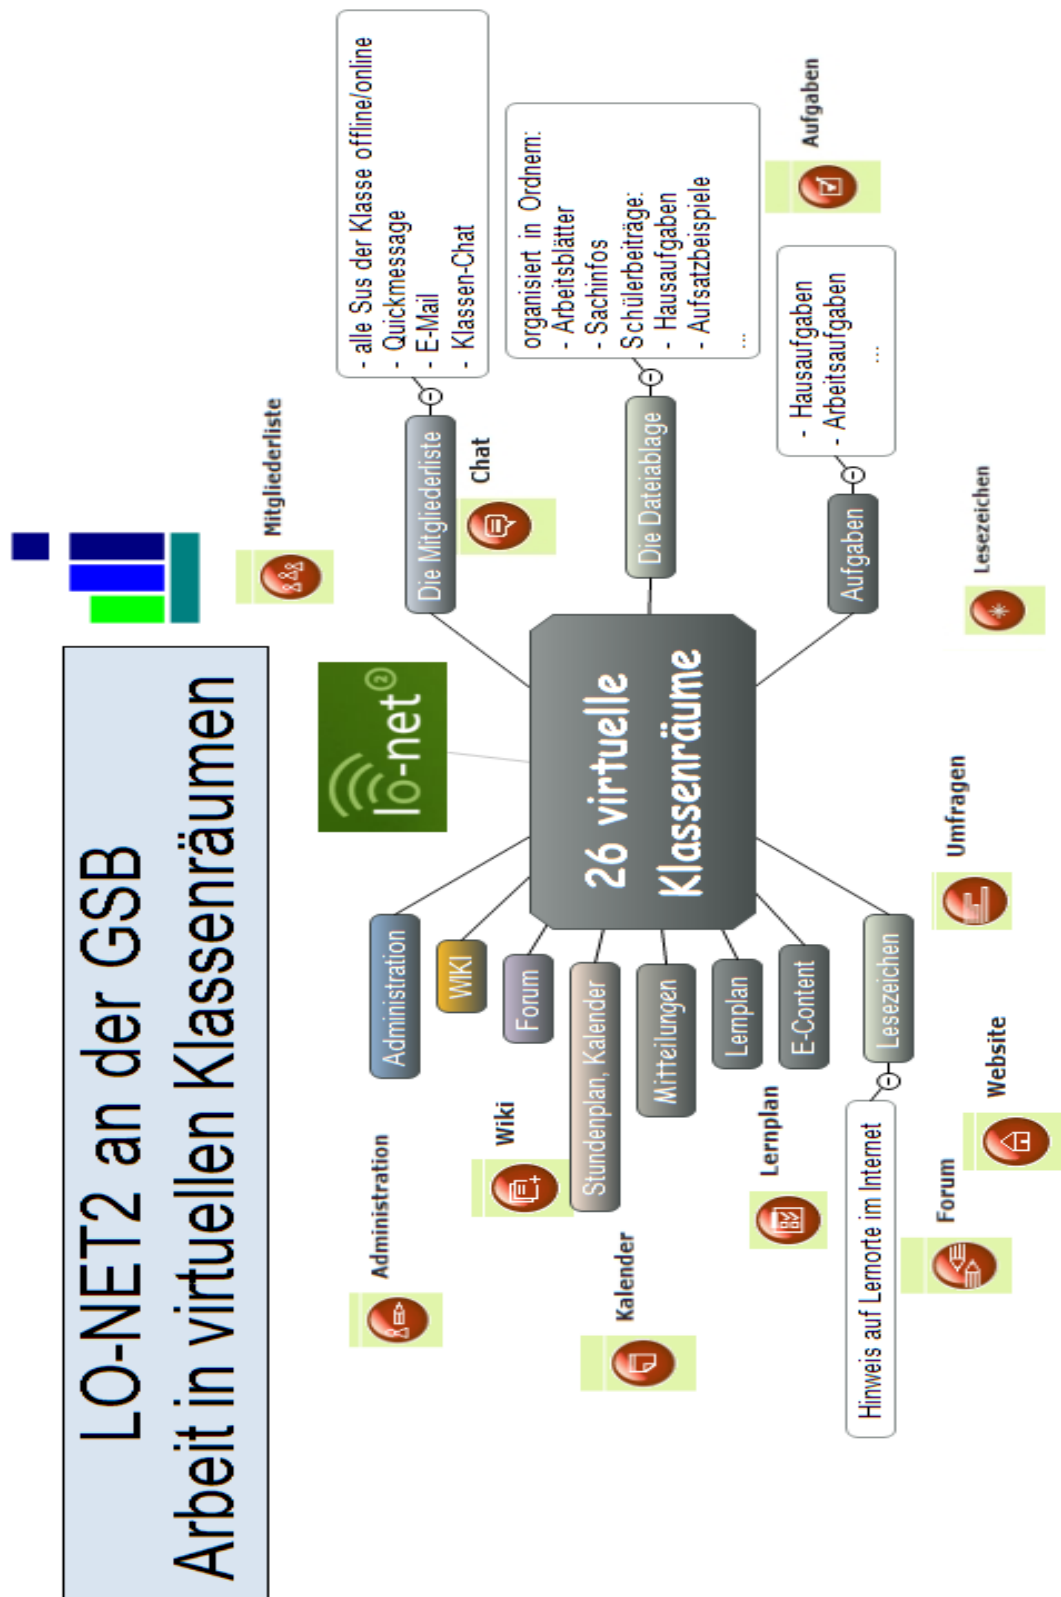 LO-NET2 an der GSB
Arbeit in virtuellen Klassenräumen
lo-net²
Mitgliederliste
Die Mitgliederliste
- alle Sus der Klasse offline/online
- Quickmessage
- E-Mail
- Klassen-Chat
Chat
Die Dateiablage
organisiert in Ordnern:
- Arbeitsblätter
- Sachinfos
Schülerbeiträge:
- Hausaufgaben
- Aufsatzbeispiele
...
Aufgaben
Aufgaben
- Hausaufgaben
- Arbeitsaufgaben
...
Lesezeichen
26 virtuelle
Klassenräume
Administration
Administration
WIKI
Wiki
Forum
Stundenplan, Kalender
Kalender
Mitteilungen
Lernplan
Lernplan
E-Content
Lesezeichen
Hinweis auf Lernorte im Internet
Umfragen
Website
Forum